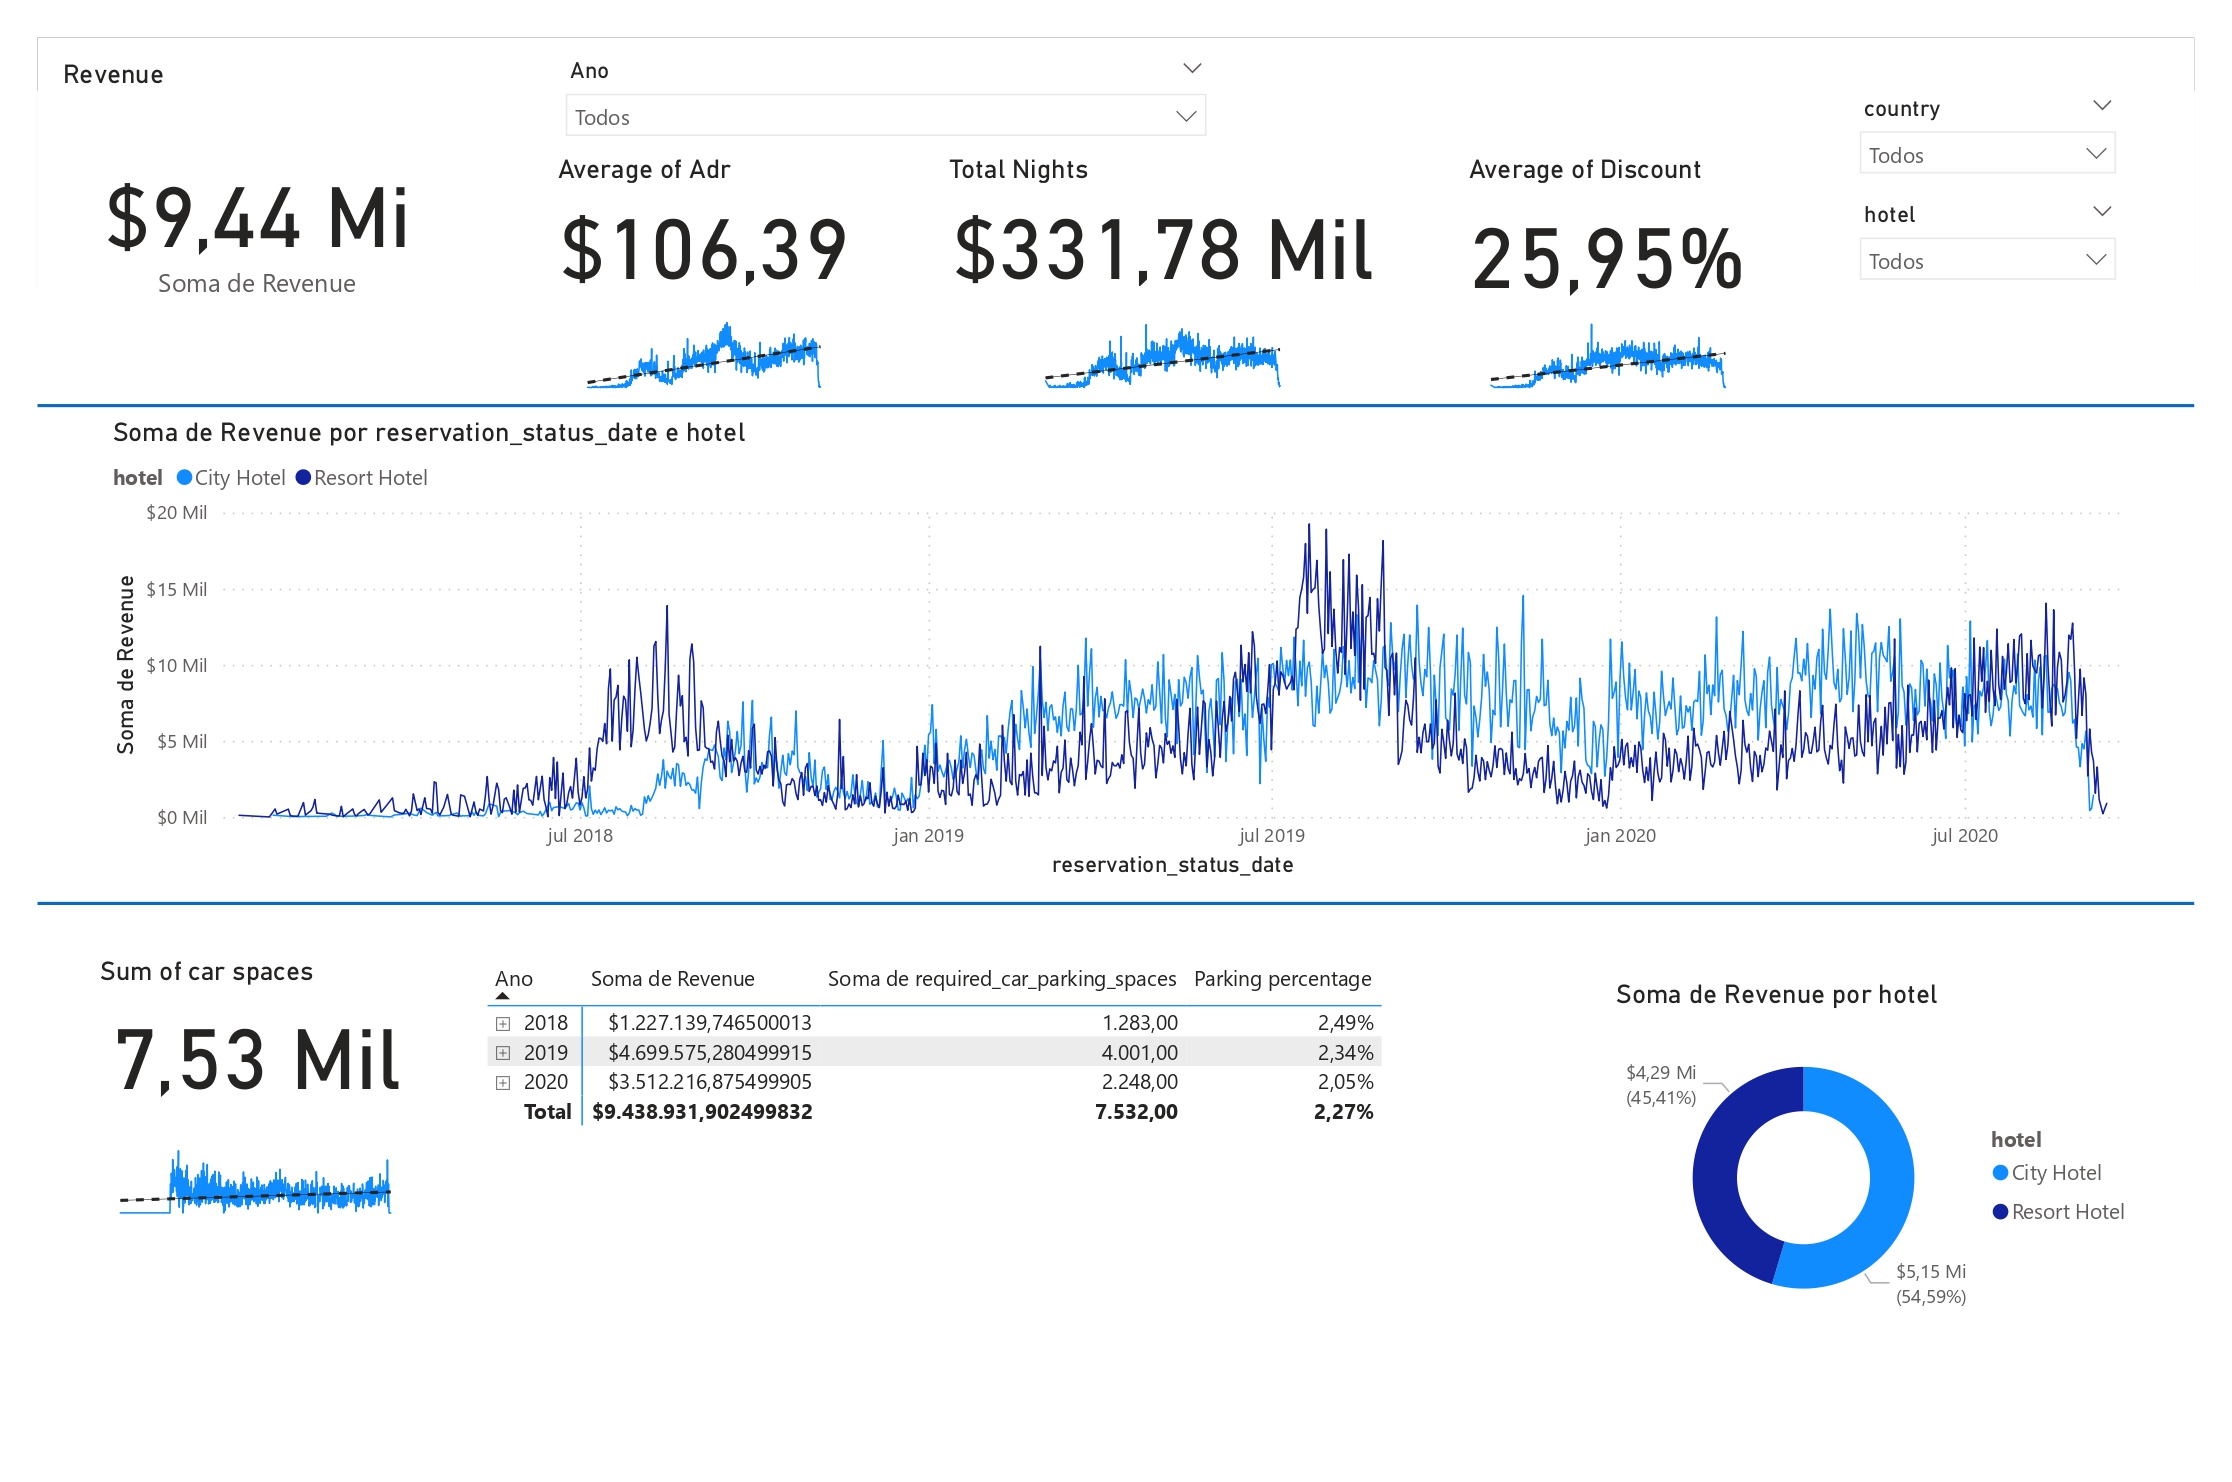 Revenue
Ano
Todos
country
Todos
hotel
Todos
$9,44 Mi
Soma de Revenue
Average of Adr
$106,39
Total Nights
$331,78 Mil
Average of Discount
25,95%
Soma de Revenue por reservation_status_date e hotel
hotel City Hotel Resort Hotel
Soma de Revenue
$20 Mil
$15 Mil
$10 Mil
$5 Mil
$0 Mil
jul 2018 jan 2019 jul 2019 jan 2020 jul 2020
reservation_status_date
Sum of car spaces
7,53 Mil
Ano Soma de Revenue Soma de required_car_parking_spaces Parking percentage
2018 $1.227.139,746500013 1.283,00 2,49%
2019 $4.699.575,280499915 4.001,00 2,34%
2020 $3.512.216,875499905 2.248,00 2,05%
Total $9.438.931,902499832 7.532,00 2,27%
Soma de Revenue por hotel
$4,29 Mi
(45,41%)
$5,15 Mi
(54,59%)
hotel
City Hotel
Resort Hotel